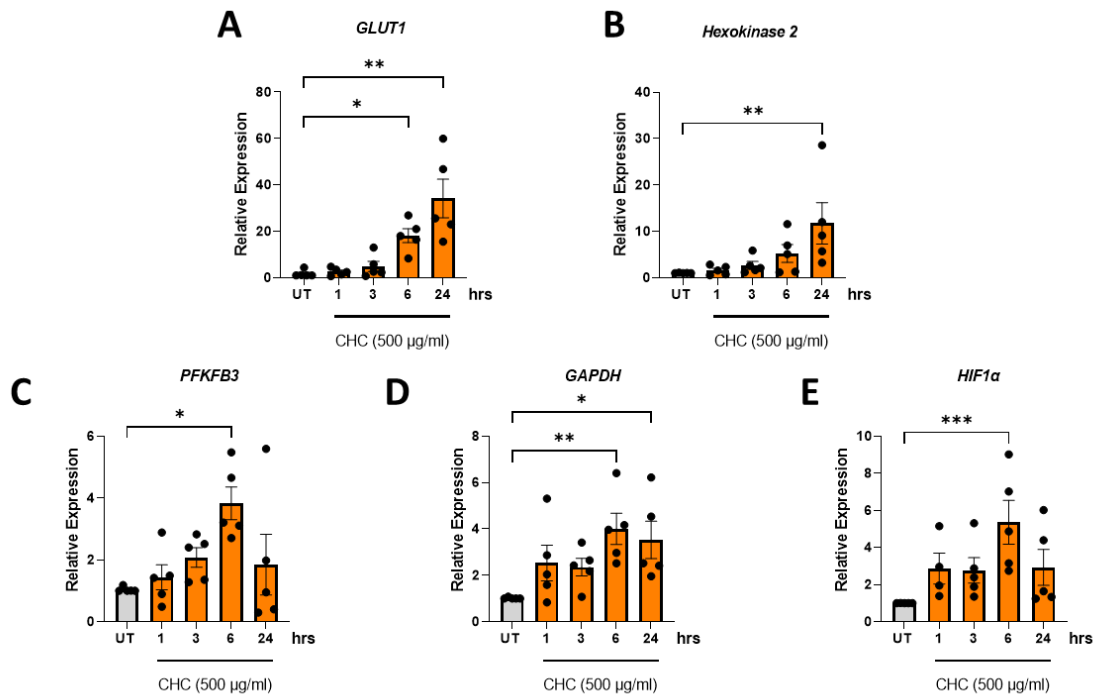 A
GLUT1
**
*
Relative Expression
80
60
40
20
0
UT 1 3 6 24 hrs
CHC (500 µg/ml)
B
Hexokinase 2
**
Relative Expression
40
30
20
10
0
UT 1 3 6 24 hrs
CHC (500 µg/ml)
C
PFKFB3
*
Relative Expression
6
4
2
0
UT 1 3 6 24 hrs
CHC (500 µg/ml)
D
GAPDH
*
**
Relative Expression
8
6
4
2
0
UT 1 3 6 24 hrs
CHC (500 µg/ml)
E
HIF1α
***
Relative Expression
10
8
6
4
2
0
UT 1 3 6 24 hrs
CHC (500 µg/ml)